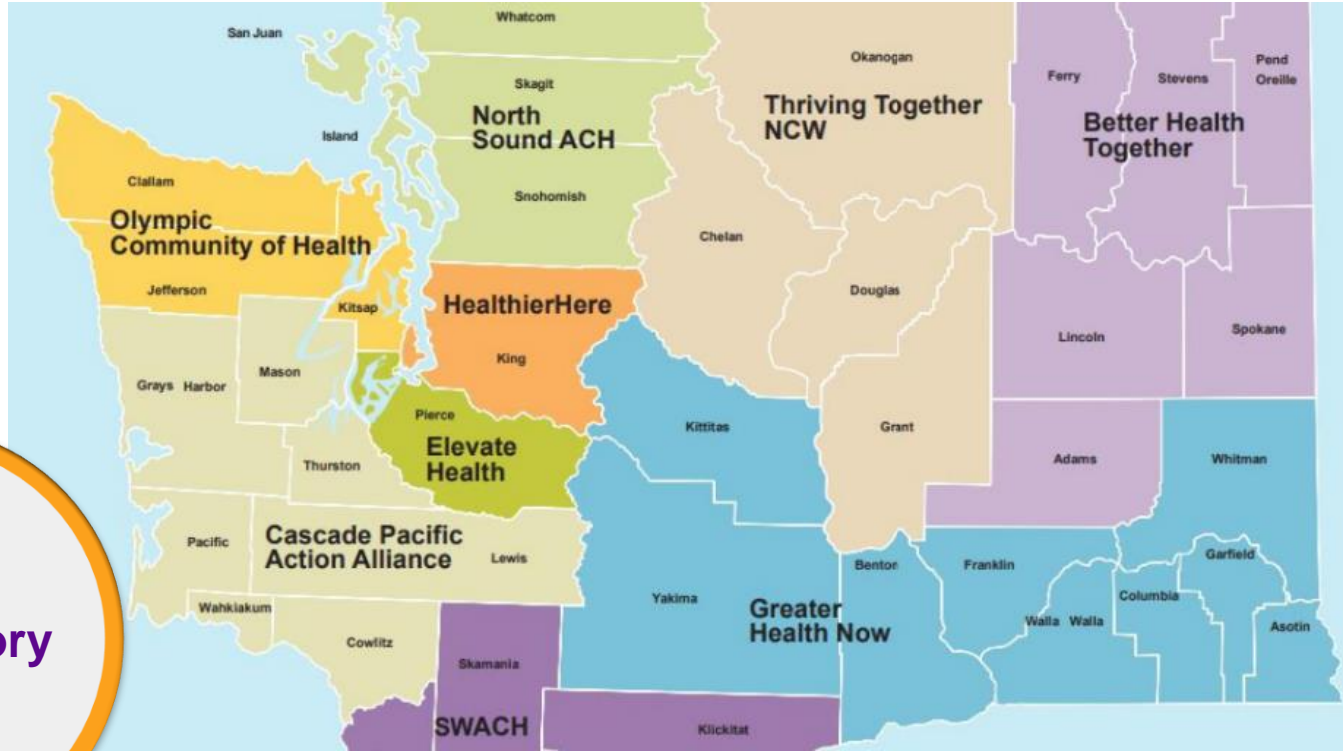 Whatcom
San Juan
Skagit
North
Sound ACH
Island
Snohomish
Okanogan
Thriving Together
NCW
Chelan
Douglas
Grant
Ferry
Stevens
Pend
Oreille
Better Health
Together
Lincoln
Spokane
Adams
Clallam
Olympic
Community of Health
Jefferson
Kitsap
HealthierHere
King
Grays Harbor
Mason
Pierce
Elevate
Health
Thurston
Kittitas
Whitman
Pacific
Cascade Pacific
Action Alliance
Lewis
Wahkiakum
Cowlitz
Yakima
Greater
Health Now
Benton
Franklin
Walla Walla
Columbia
Garfield
Asotin
Skamania
SWACH
Klickitat